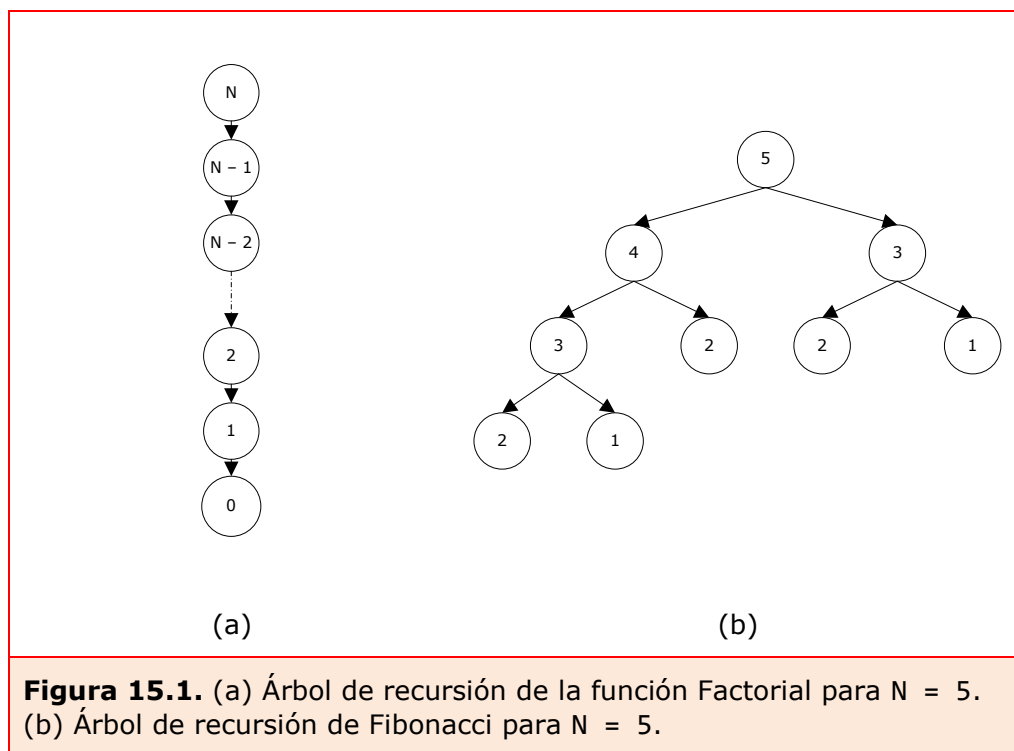 N
N – 1
N – 2
2
1
0
5
4
3
3
2
2
1
2
1
(a)
(b)
Figura 15.1. (a) Árbol de recursión de la función Factorial para N = 5.
(b) Árbol de recursión de Fibonacci para N = 5.